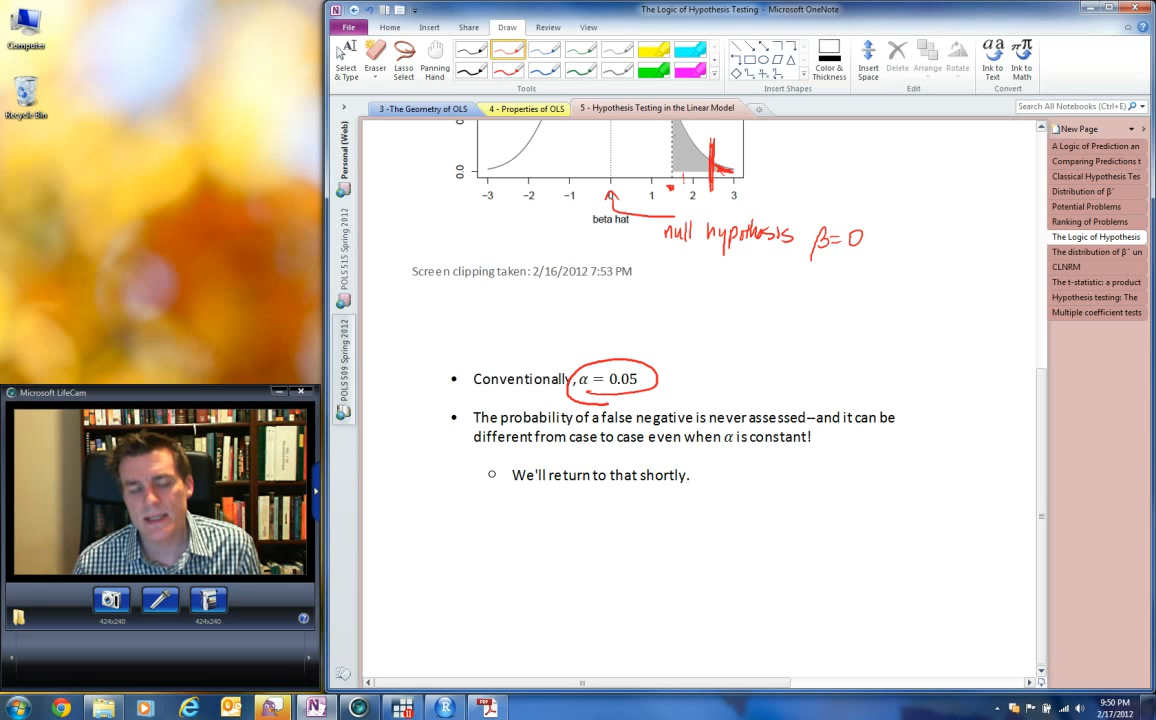 The Logic of Hypothesis Testing - Microsoft OneNote
File Home Insert Share Draw Review View
Computer
Recycle Bin
Select & Type
Eraser
Lasso Select
Panning Hand
Color & Thickness
Insert Space
Delete
Arrange
Rotate
Ink to Text
Ink to Math
Tools
Insert Shapes
Edit
Convert
3 -The Geometry of OLS
4 - Properties of OLS
5 - Hypothesis Testing in the Linear Model
Search All Notebooks (Ctrl+E)
Personal (Web)
POLS 515 Spring 2012
POLS 509 Spring 2012
New Page
A Logic of Prediction an
Comparing Predictions t
Classical Hypothesis Tes
Distribution of β^
Potential Problems
Ranking of Problems
The Logic of Hypothesis
The distribution of β^ un
CLNRM
The t-statistic: a product
Hypothesis testing: The
Multiple coefficient tests
0.0
−3 −2 −1 0 1 2 3
beta hat
null hypothesis β = 0
Screen clipping taken: 2/16/2012 7:53 PM
• Conventionally, α = 0.05
• The probability of a false negative is never assessed–and it can be
different from case to case even when α is constant!
○ We'll return to that shortly.
Microsoft LifeCam
424x240
424x240
9:50 PM
2/17/2012